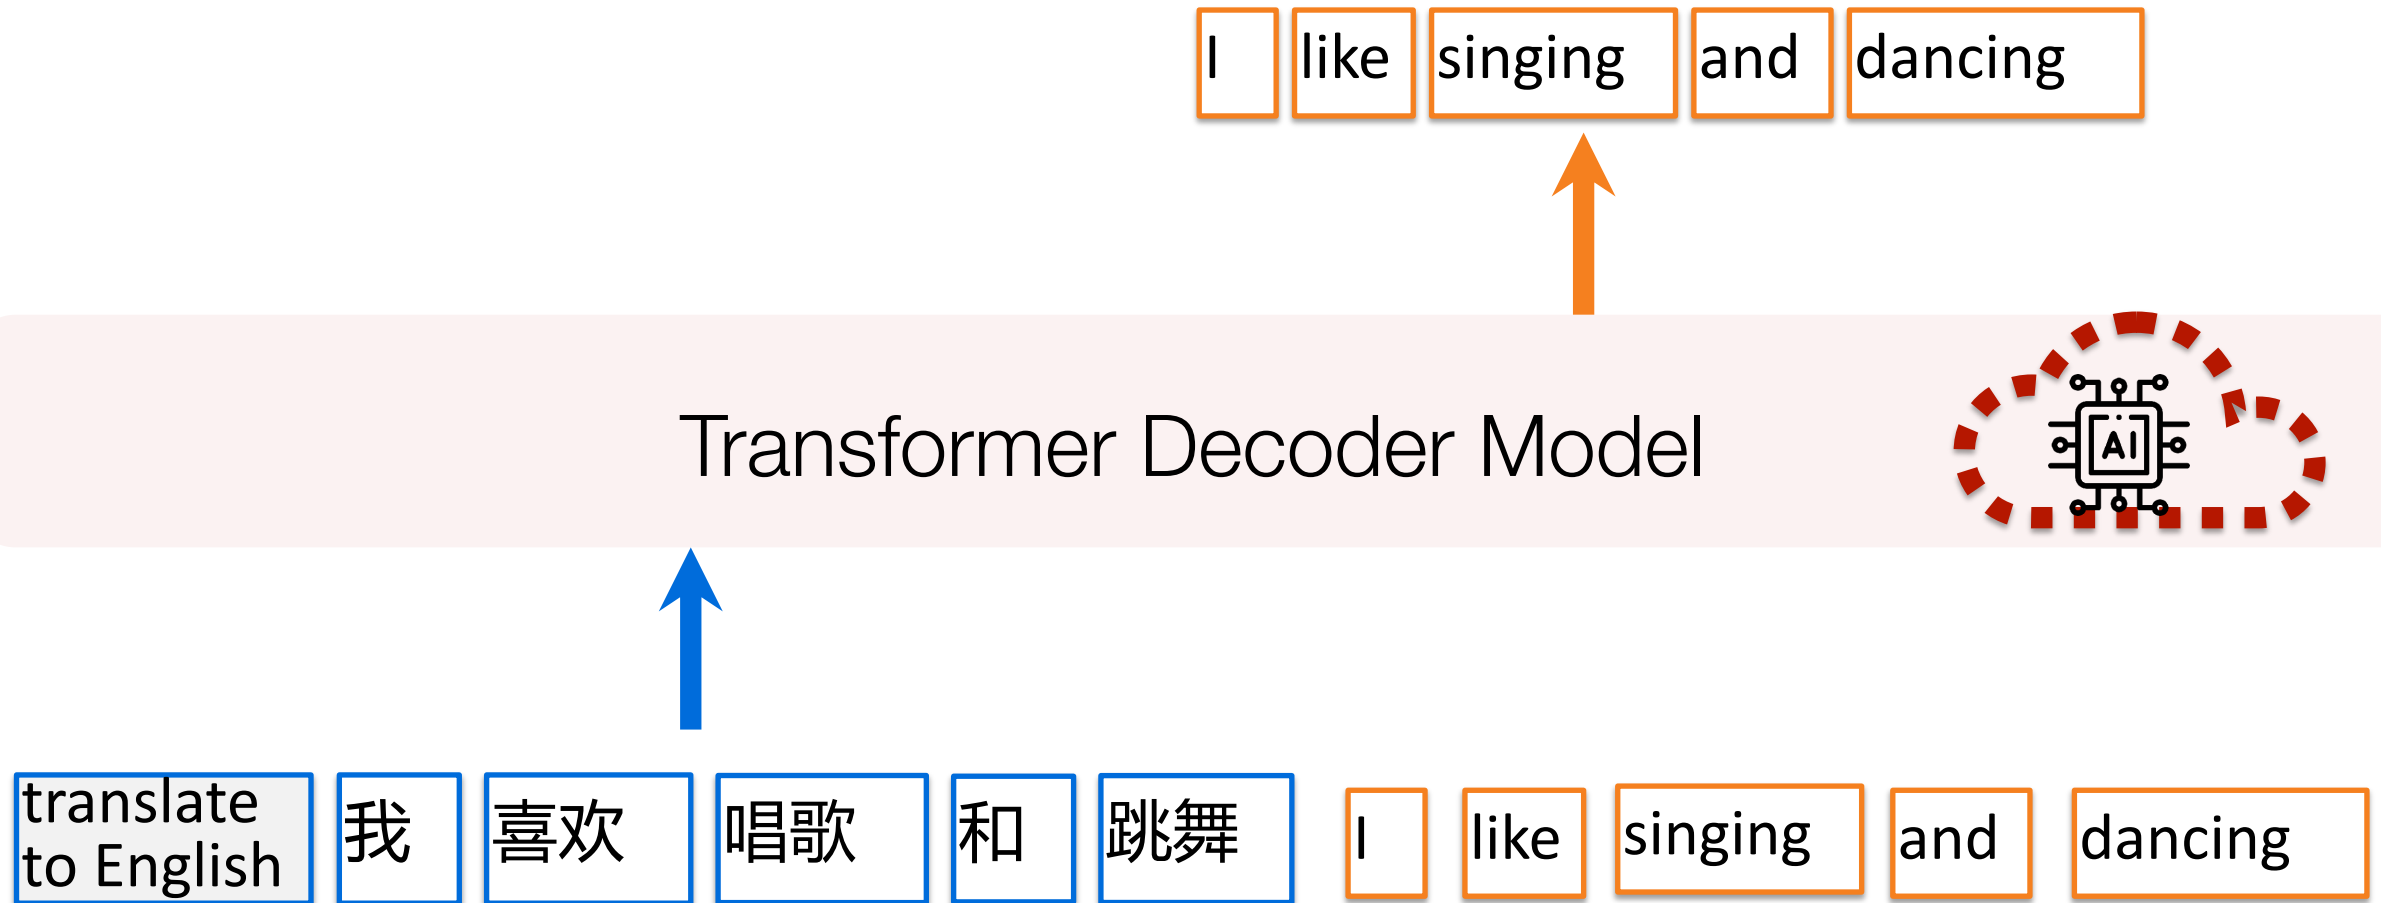 I like singing and dancing
Transformer Decoder Model
AI
translate
to English
我 喜欢 唱歌 和 跳舞 I like singing and dancing